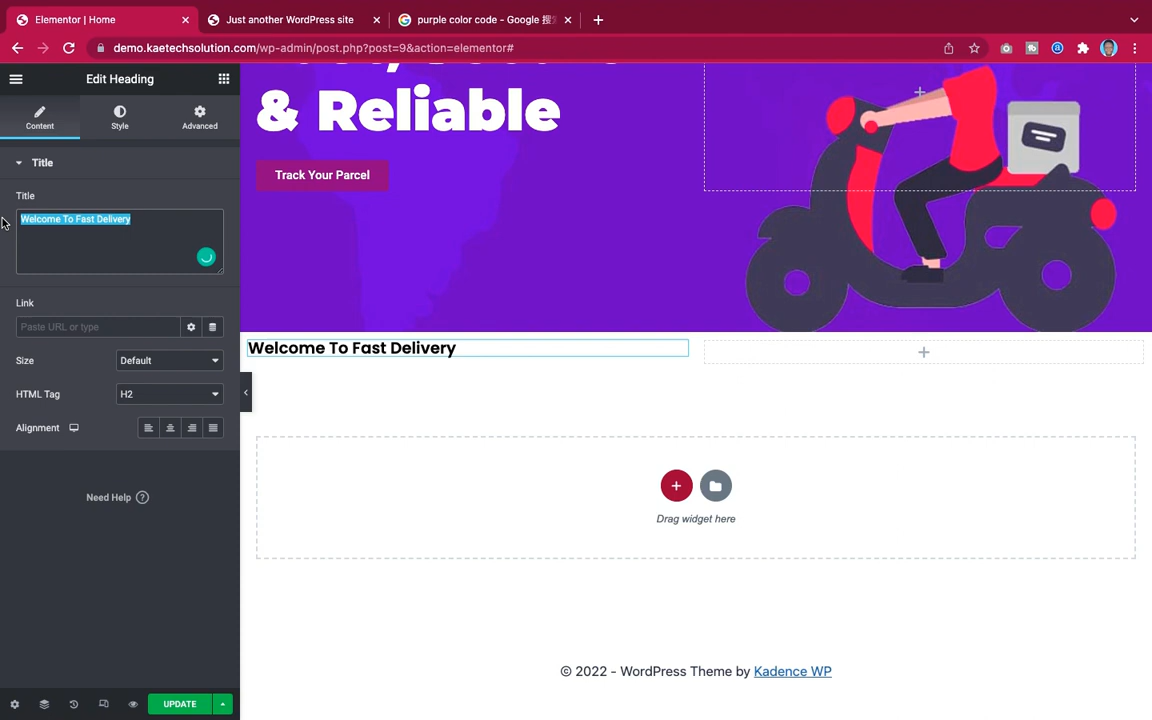 Elementor | Home
Just another WordPress site
purple color code - Google 搜
demo.kaetechsolution.com/wp-admin/post.php?post=9&action=elementor#
Edit Heading
Content
Style
Advanced
Title
Title
Welcome To Fast Delivery
Link
Paste URL or type
Size
Default
HTML Tag
H2
Alignment
Need Help
UPDATE
& Reliable
Track Your Parcel
Welcome To Fast Delivery
Drag widget here
© 2022 - WordPress Theme by Kadence WP